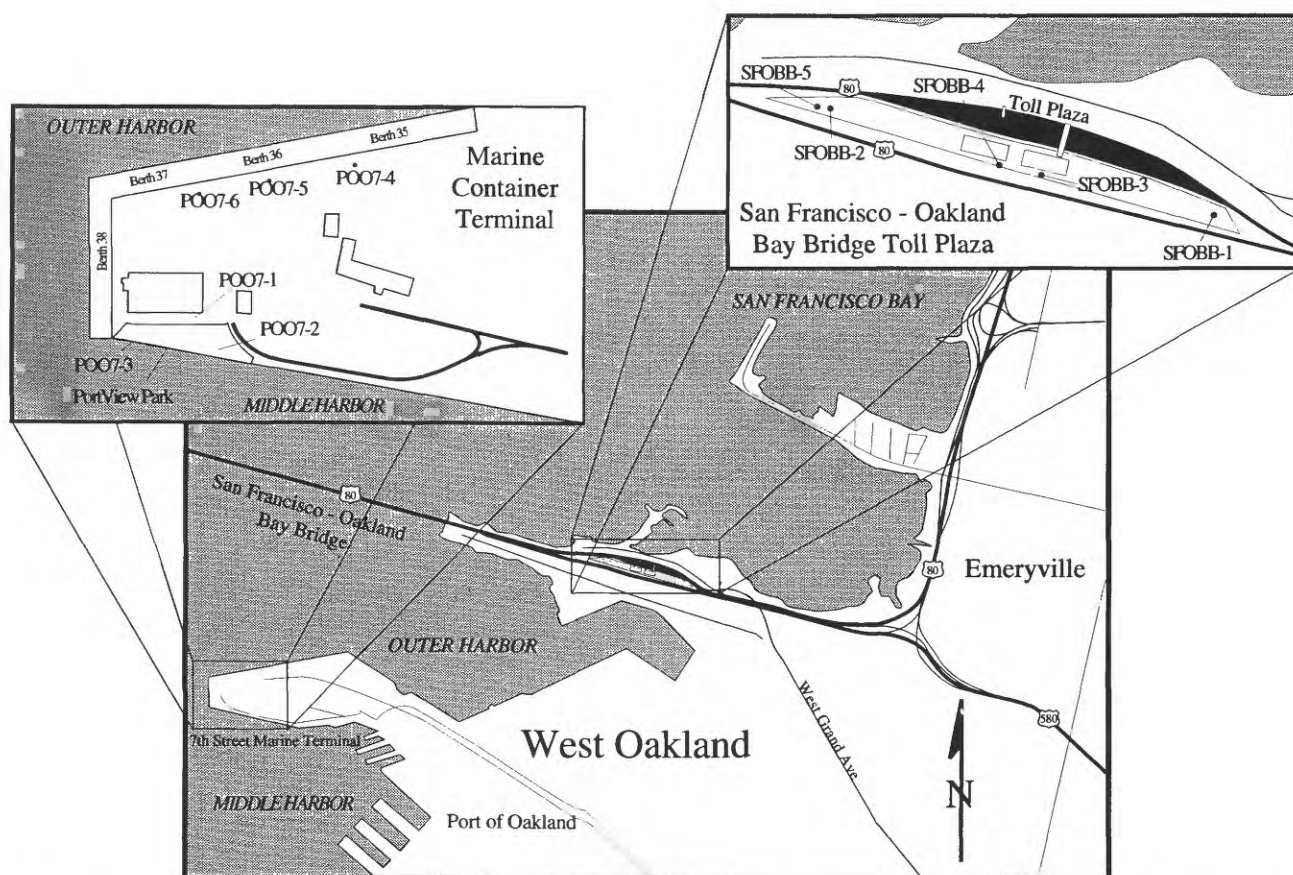 OUTER HARBOR
Berth 35
Berth 36
Berth 37
Berth 38
Marine
Container
Terminal
POO7-4
POO7-5
POO7-6
POO7-1
POO7-2
POO7-3
PortView Park
MIDDLE HARBOR
SFOBB-5
80
SFOBB-4
Toll Plaza
SFOBB-2
80
SFOBB-3
San Francisco - Oakland
Bay Bridge Toll Plaza
SFOBB-1
SAN FRANCISCO BAY
80
San Francisco - Oakland
Bay Bridge
80
Emeryville
OUTER HARBOR
West Grand Ave
580
7th Street Marine Terminal
West Oakland
MIDDLE HARBOR
Port of Oakland
N